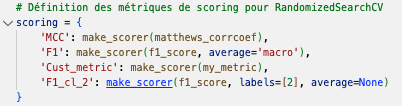 # Définition des métriques de scoring pour RandomizedSearchCV
scoring = {
    'MCC': make_scorer(matthews_corrcoef),
    'F1': make_scorer(f1_score, average='macro'),
    'Cust_metric': make_scorer(my_metric),
    'F1_cl_2': make_scorer(f1_score, labels=[2], average=None)
}